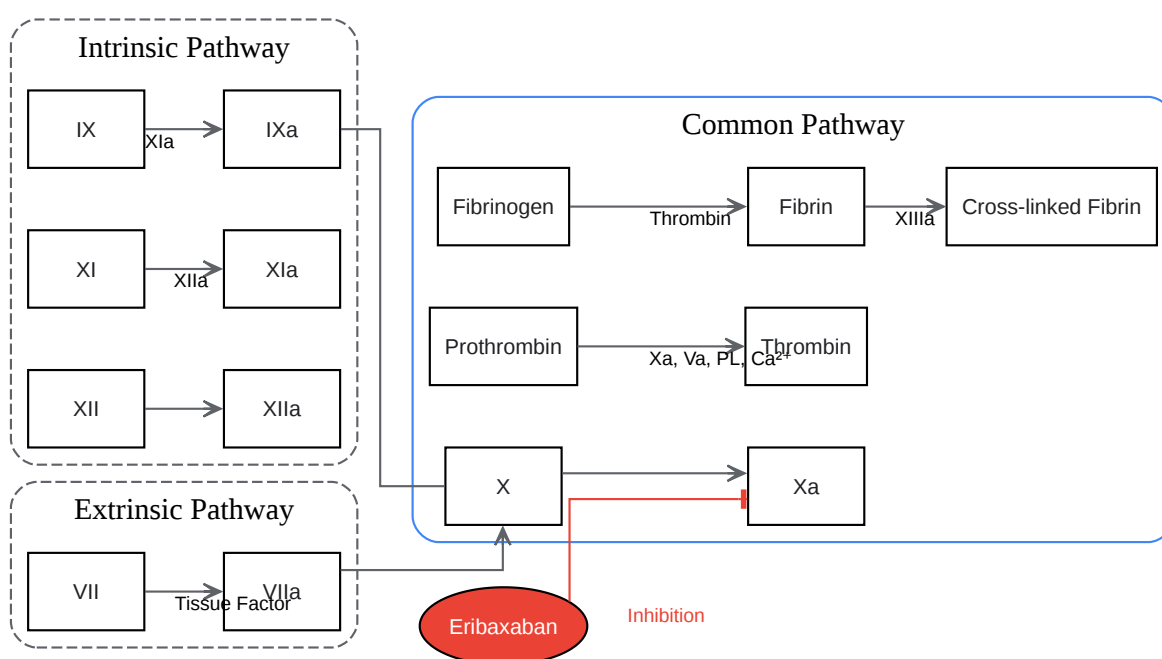 Intrinsic Pathway
IX
XIa
IXa
XI
XIIa
XIa
XII
XIIa
Extrinsic Pathway
VII
Tissue Factor
VIIa
Common Pathway
Fibrinogen
Thrombin
Fibrin
XIIIa
Cross-linked Fibrin
Prothrombin
Xa, Va, PL, Ca²⁺
Thrombin
X
Xa
Eribaxaban
Inhibition